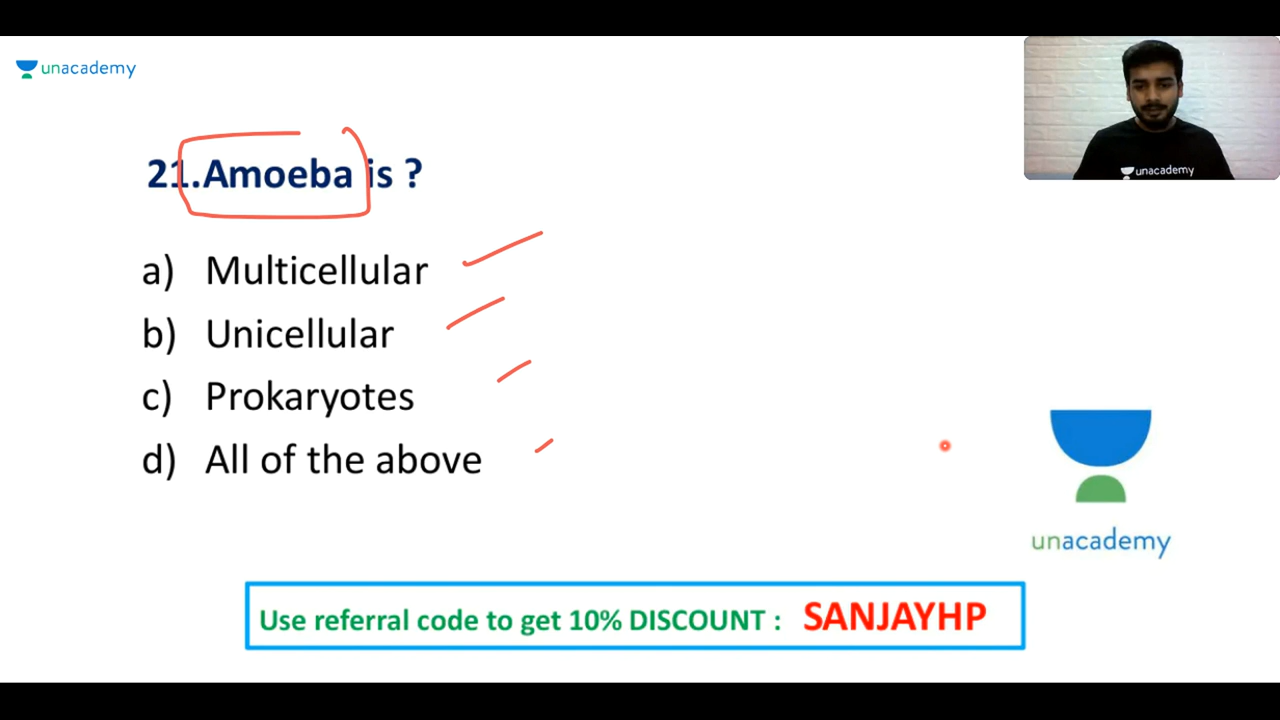 unacademy
unacademy
21.Amoeba is ?
a) Multicellular
b) Unicellular
c) Prokaryotes
d) All of the above
unacademy
Use referral code to get 10% DISCOUNT : SANJAYHP